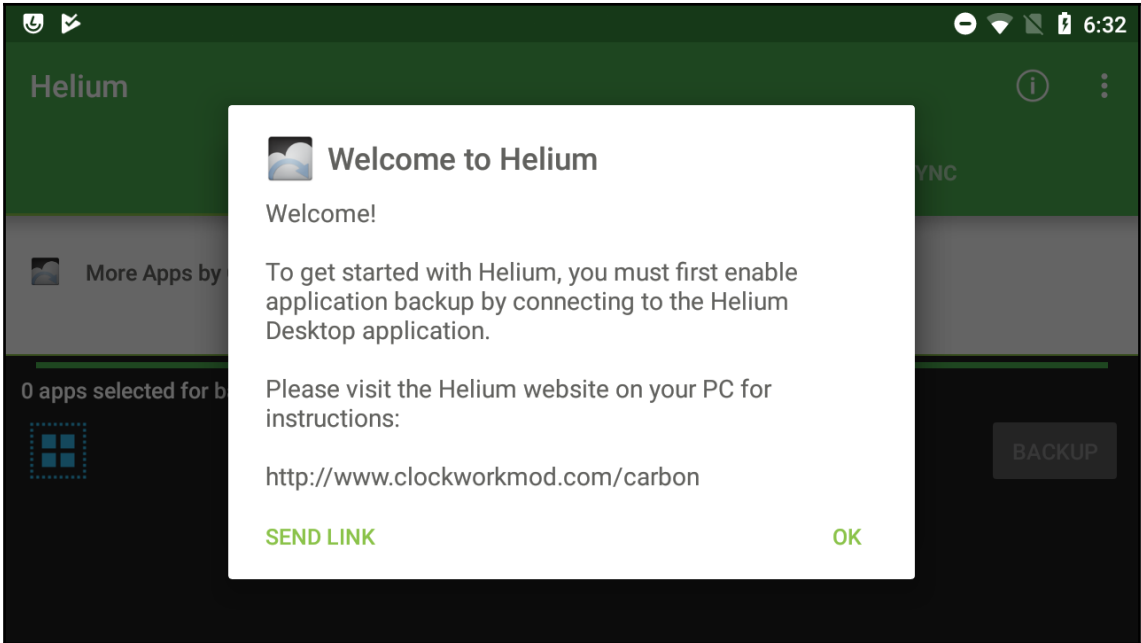 6:32
Helium
YNC
Welcome to Helium
Welcome!
More Apps by
To get started with Helium, you must first enable
application backup by connecting to the Helium
Desktop application.
Please visit the Helium website on your PC for
instructions:
0 apps selected for b
http://www.clockworkmod.com/carbon
BACKUP
SEND LINK
OK